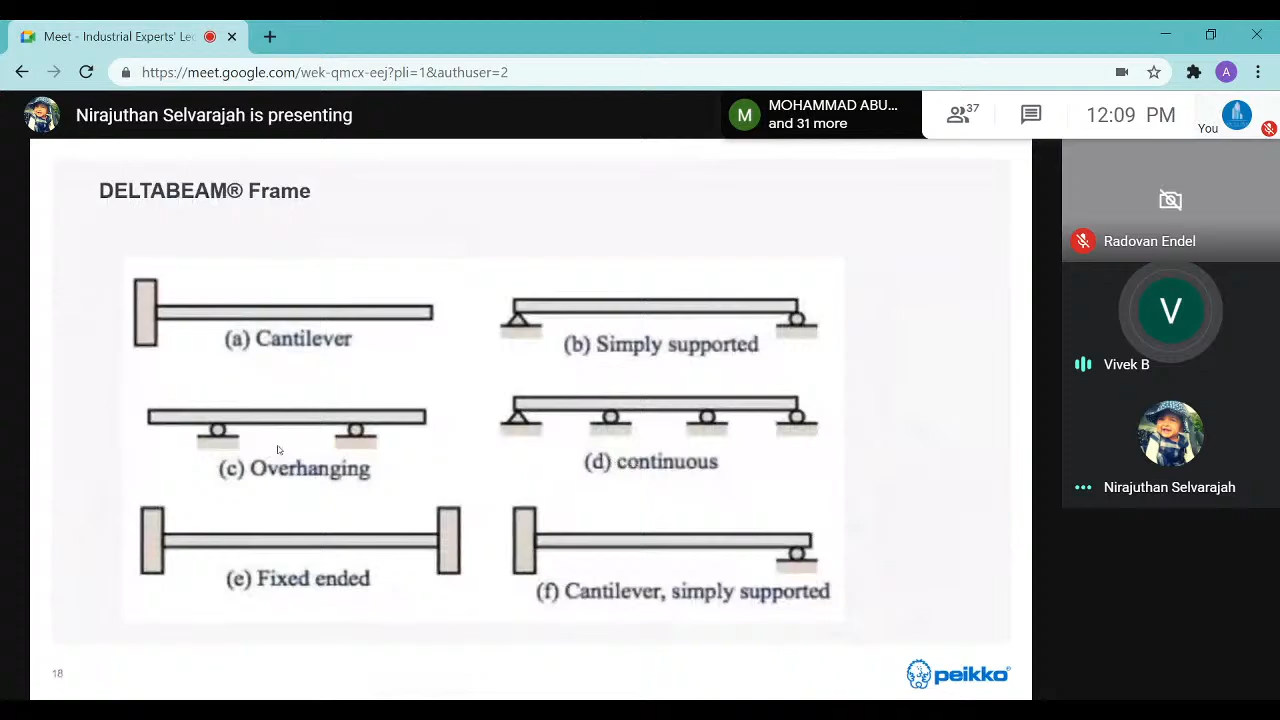 Meet - Industrial Experts' Lec
https://meet.google.com/wek-qmcx-eej?pli=1&authuser=2
A
Nirajuthan Selvarajah is presenting
M
MOHAMMAD ABU...
and 31 more
37
12:09 PM
You
DELTABEAM® Frame
Radovan Endel
V
Vivek B
Nirajuthan Selvarajah
(a) Cantilever
(b) Simply supported
(c) Overhanging
(d) continuous
(e) Fixed ended
(f) Cantilever, simply supported
18
peikko®